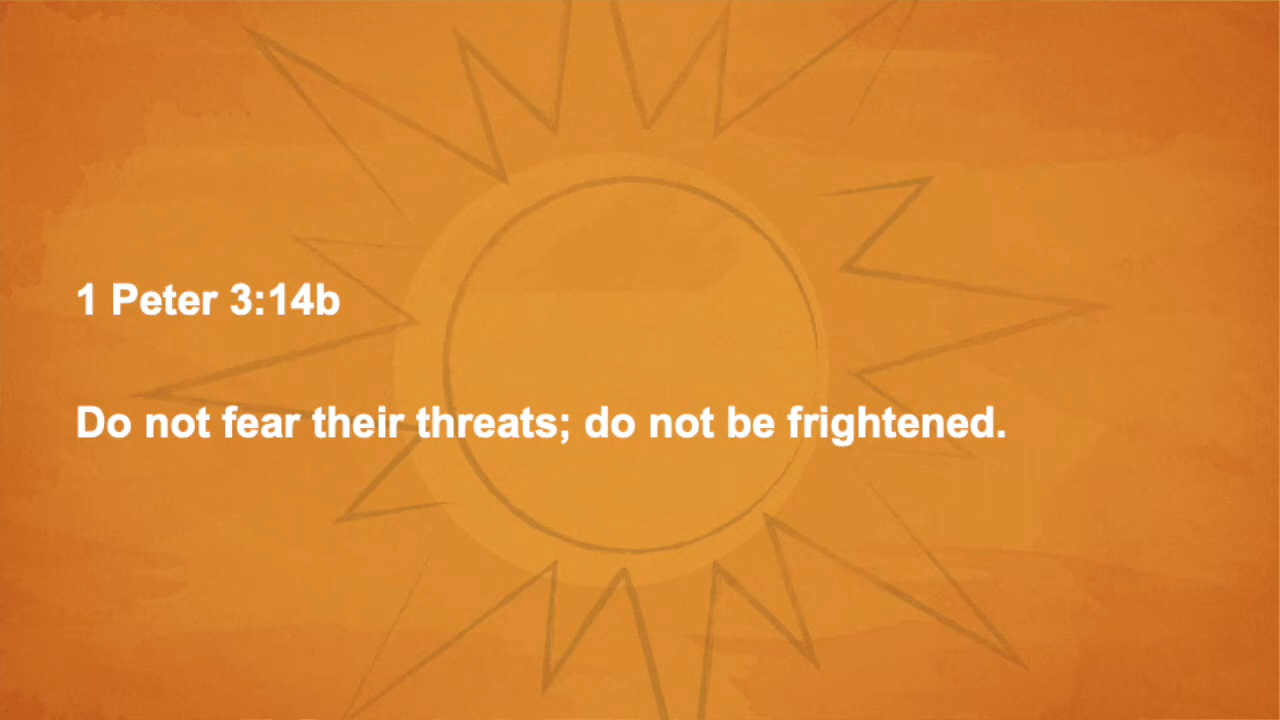 1 Peter 3:14b
Do not fear their threats; do not be frightened.